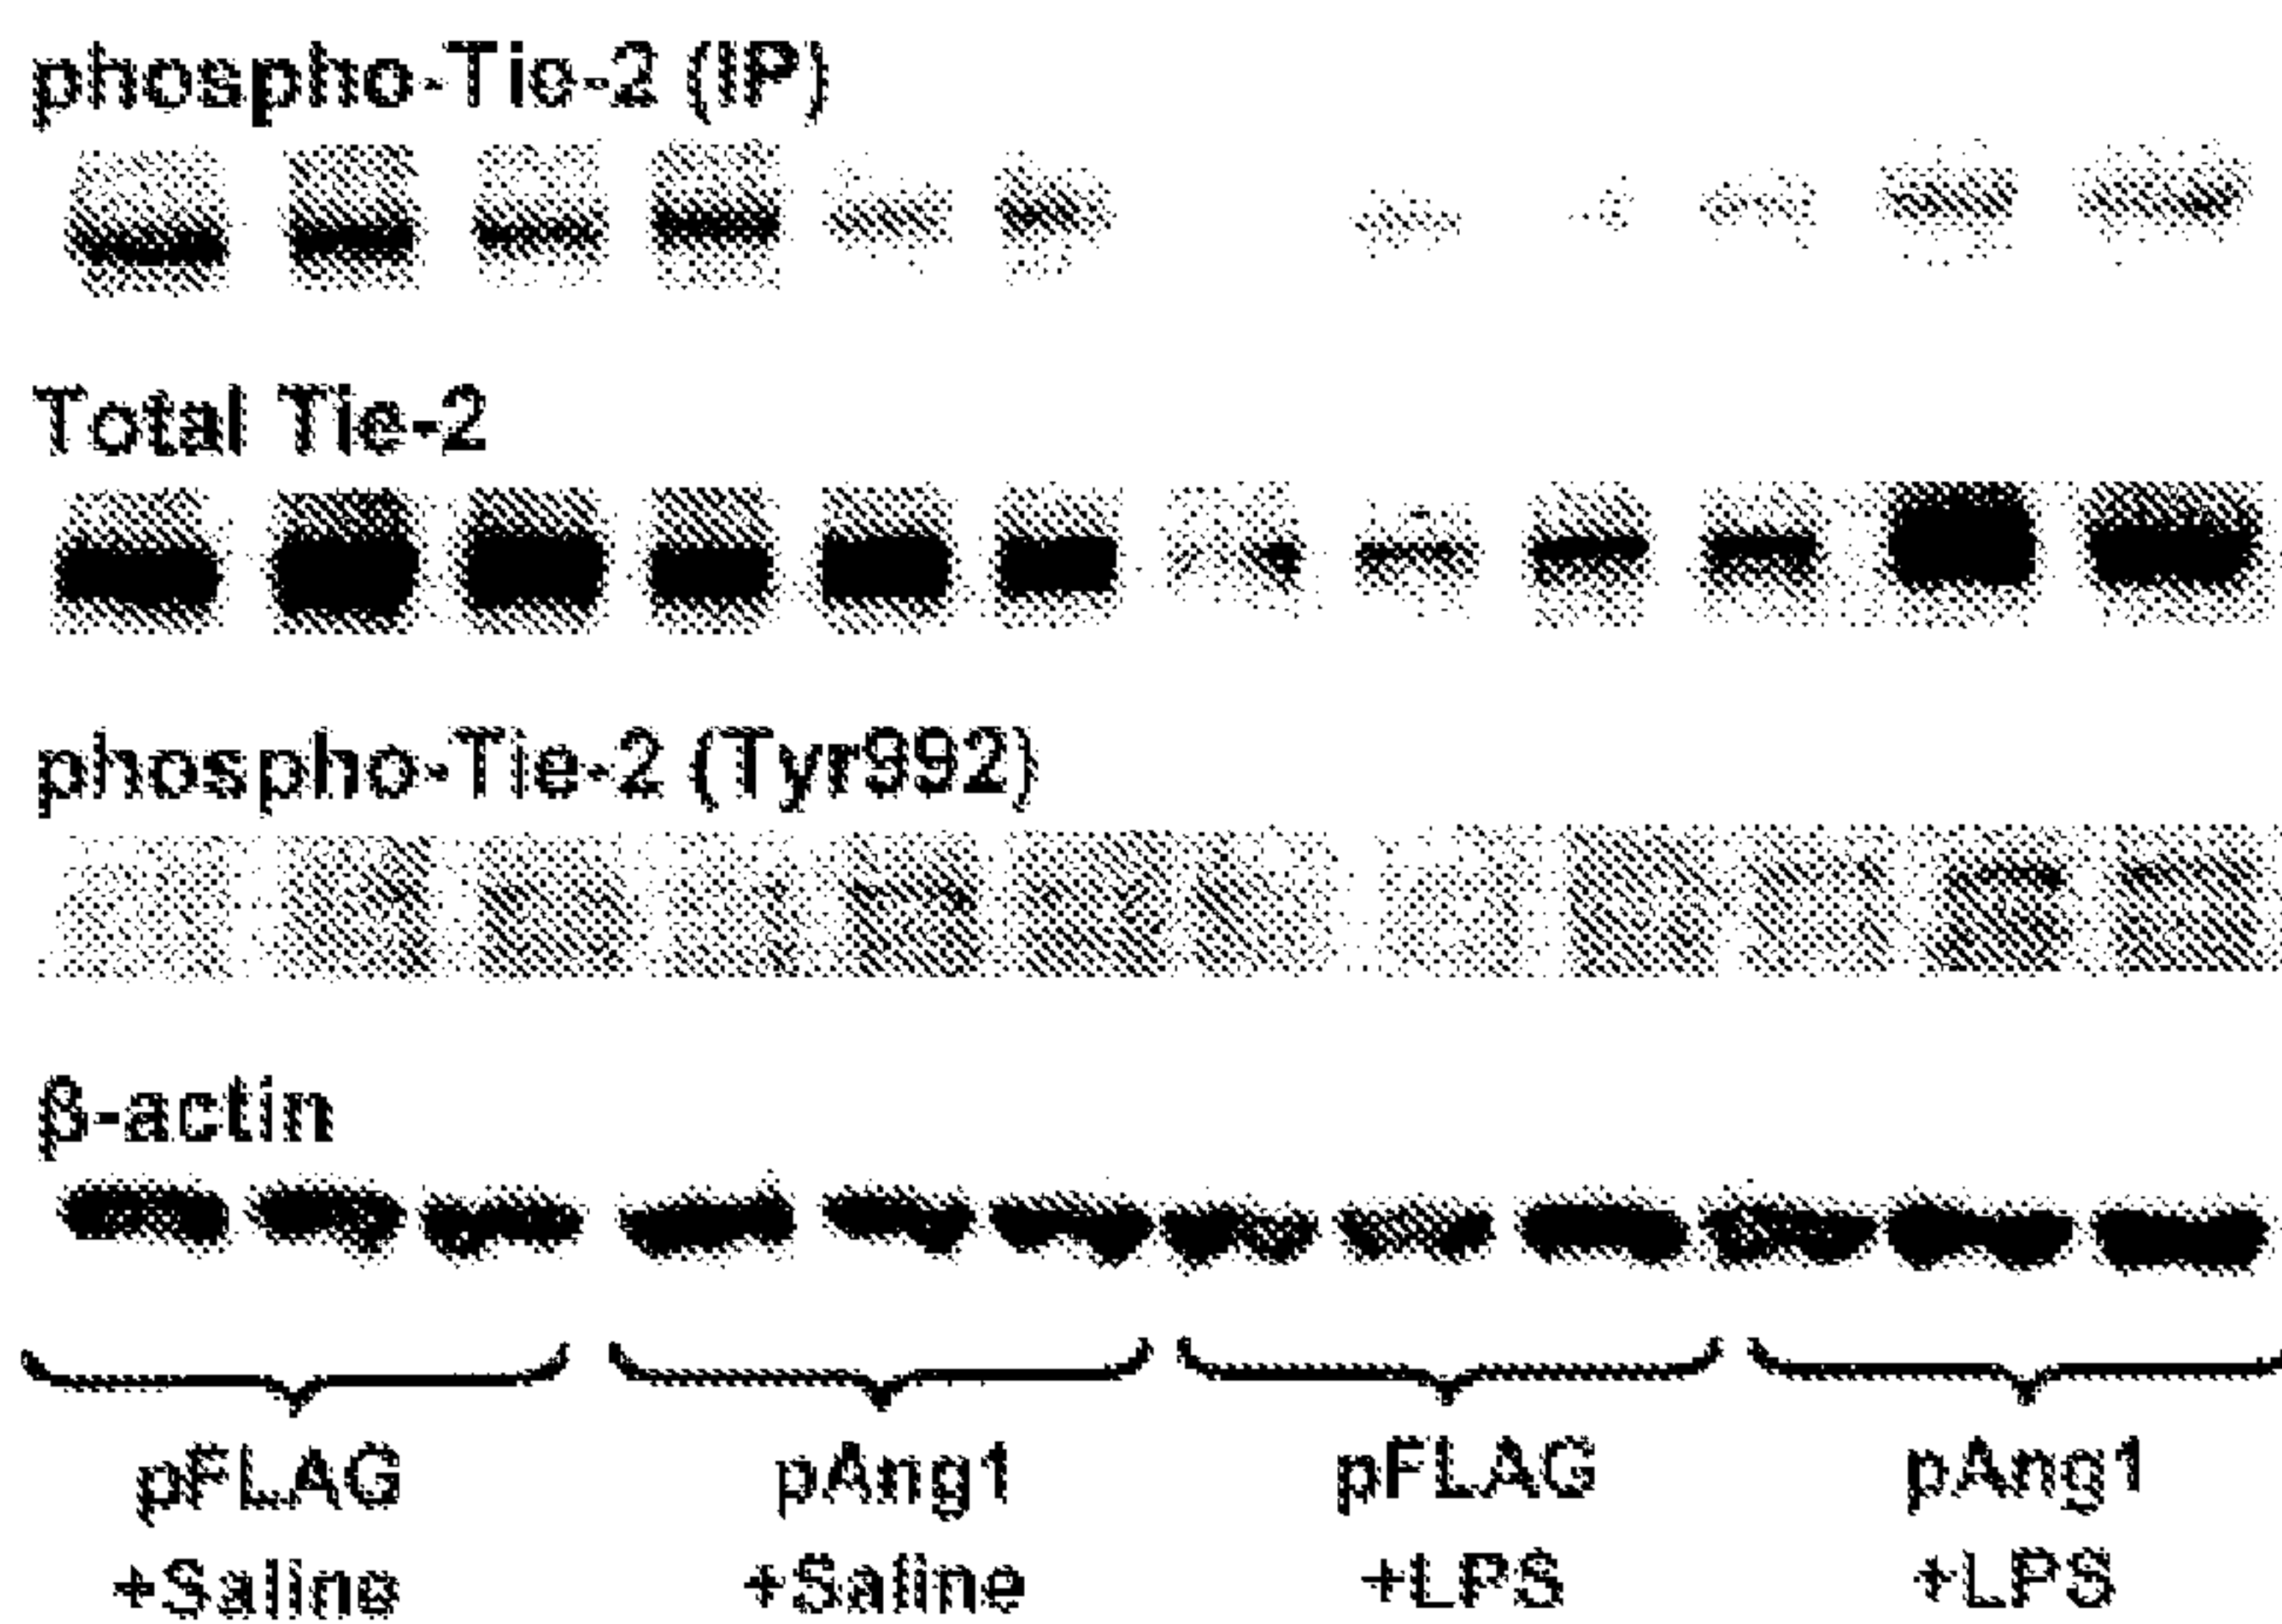 phospho-Tie-2 (IP)
Total Tie-2
phospho-Tie-2 (Tyr992)
β-actin
pFLAG pAng1 pFLAG pAng1
+Saline +Saline +LPS +LPS